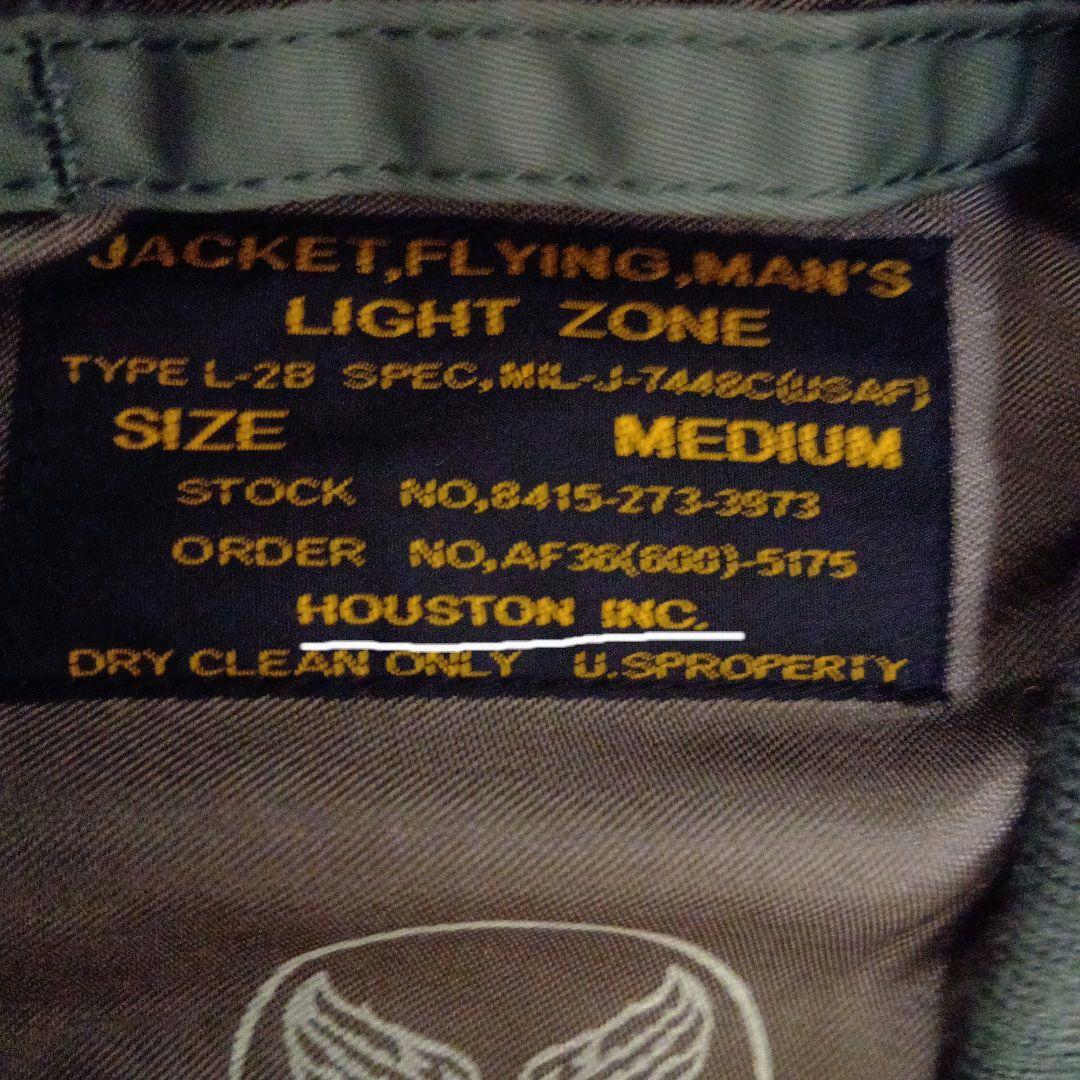 JACKET,FLYING,MAN'S
LIGHT ZONE
TYPE L-2B SPEC,MIL-J-7448C(USAF)
SIZE MEDIUM
STOCK NO,8415-273-3973
ORDER NO,AF36(600)-5175
HOUSTON INC.
DRY CLEAN ONLY U.SPROPERTY